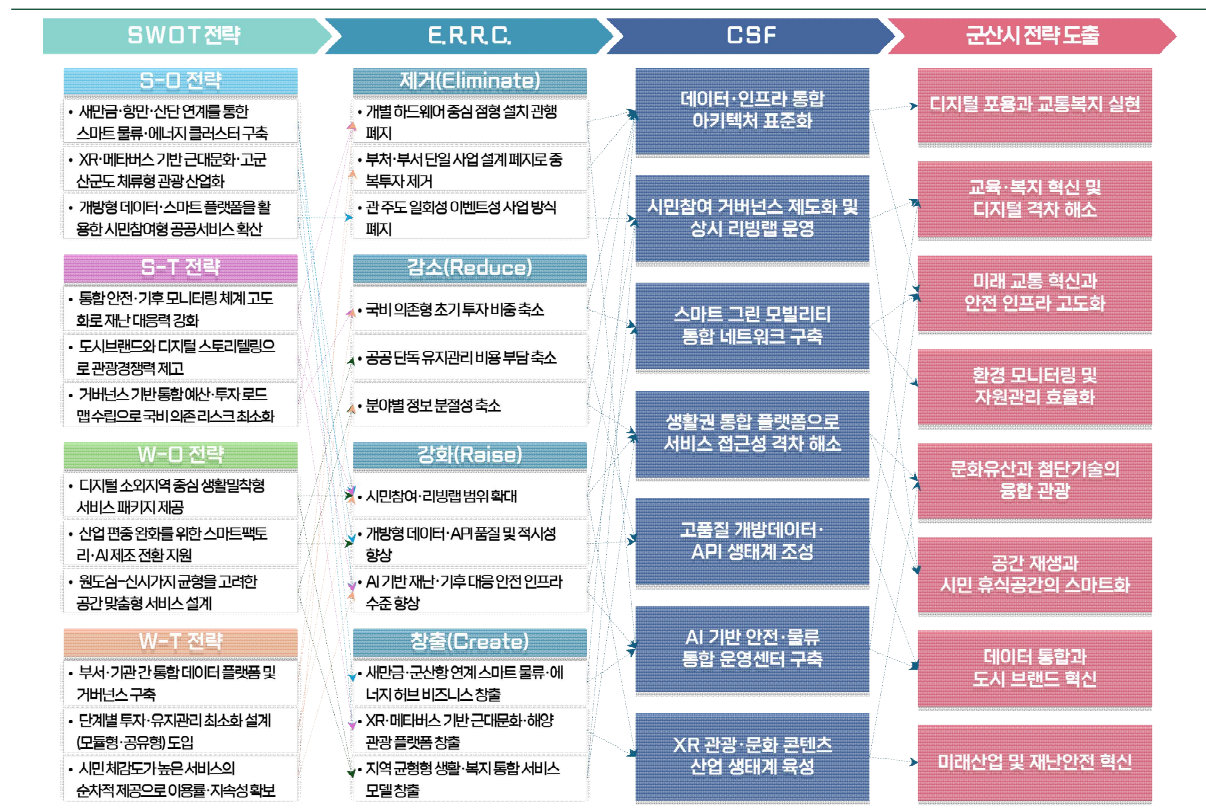 SWOT 전략
E.R.R.C.
CSF
군산시 전략 도출
S-O 전략
• 새만금·항만·산단 연계를 통한
스마트 물류·에너지 클러스터 구축
• XR·메타버스 기반 근대문화·고군
산군도 체류형 관광 산업화
• 개방형 데이터·스마트 플랫폼을 활
용한 시민참여형 공공서비스 확산
S-T 전략
• 통합 안전·기후 모니터링 체계 고도
화로 재난 대응력 강화
• 도시브랜드와 디지털 스토리텔링으
로 관광경쟁력 제고
• 거버넌스 기반 통합 예산·투자 로드
맵 수립으로 국비 의존 리스크 최소화
W-O 전략
• 디지털 소외지역 중심 생활밀착형
서비스 패키지 제공
• 산업 편중 완화를 위한 스마트팩토
리·AI 제조 전환 지원
• 원도심-신시가지 균형을 고려한
공간 맞춤형 서비스 설계
W-T 전략
• 부서·기관 간 통합 데이터 플랫폼 및
거버넌스 구축
• 단계별 투자·유지관리 최소화 설계
(모듈형·공유형) 도입
• 시민 체감도가 높은 서비스의
순차적 제공으로 이용률·지속성 확보
제거(Eliminate)
• 개별 하드웨어 중심 점형 설치 관행
폐지
• 부처·부서 단일 사업 설계 폐지로 중
복투자 제거
• 관 주도 일회성 이벤트성 사업 방식
폐지
감소(Reduce)
• 국비 의존형 초기 투자 비중 축소
• 공공 단독 유지관리 비용 부담 축소
• 분야별 정보 분절성 축소
강화(Raise)
• 시민참여·리빙랩 범위 확대
• 개방형 데이터·API 품질 및 적시성
향상
• AI 기반 재난·기후 대응 안전 인프라
수준 향상
창출(Create)
• 새만금·군산항 연계 스마트 물류·에
너지 허브 비즈니스 창출
• XR·메타버스 기반 근대문화·해양
관광 플랫폼 창출
• 지역 균형형 생활·복지 통합 서비스
모델 창출
데이터·인프라 통합
아키텍처 표준화
시민참여 거버넌스 제도화 및
상시 리빙랩 운영
스마트 그린 모빌리티
통합 네트워크 구축
생활권 통합 플랫폼으로
서비스 접근성 격차 해소
고품질 개방데이터·
API 생태계 조성
AI 기반 안전·물류
통합 운영센터 구축
XR 관광·문화 콘텐츠
산업 생태계 육성
디지털 포용과 교통복지 실현
교육·복지 혁신 및
디지털 격차 해소
미래 교통 혁신과
안전 인프라 고도화
환경 모니터링 및
자원관리 효율화
문화유산과 첨단기술의
융합 관광
공간 재생과
시민 휴식공간의 스마트화
데이터 통합과
도시 브랜드 혁신
미래산업 및 재난안전 혁신